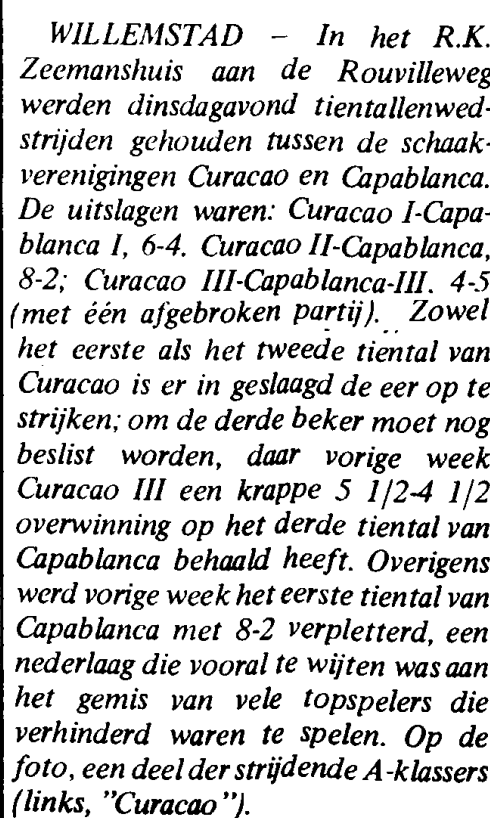 WILLEMSTAD – In het R.K.
Zeemanshuis aan de Rouvilleweg
werden dinsdagavond tientallenwed-
strijden gehouden tussen de schaak-
verenigingen Curacao en Capablanca.
De uitslagen waren: Curacao I-Capa-
blanca I, 6-4. Curacao II-Capablanca,
8-2; Curacao III-Capablanca-III. 4-5
(met één afgebroken partij). Zowel
het eerste als het tweede tiental van
Curacao is er in geslaagd de eer op te
strijken; om de derde beker moet nog
beslist worden, daar vorige week
Curacao III een krappe 5 1/2-4 1/2
overwinning op het derde tiental van
Capablanca behaald heeft. Overigens
werd vorige week het eerste tiental van
Capablanca met 8-2 verpletterd, een
nederlaag die vooral te wijten was aan
het gemis van vele topspelers die
verhinderd waren te spelen. Op de
foto, een deel der strijdende A-klassers
(links, "Curacao").